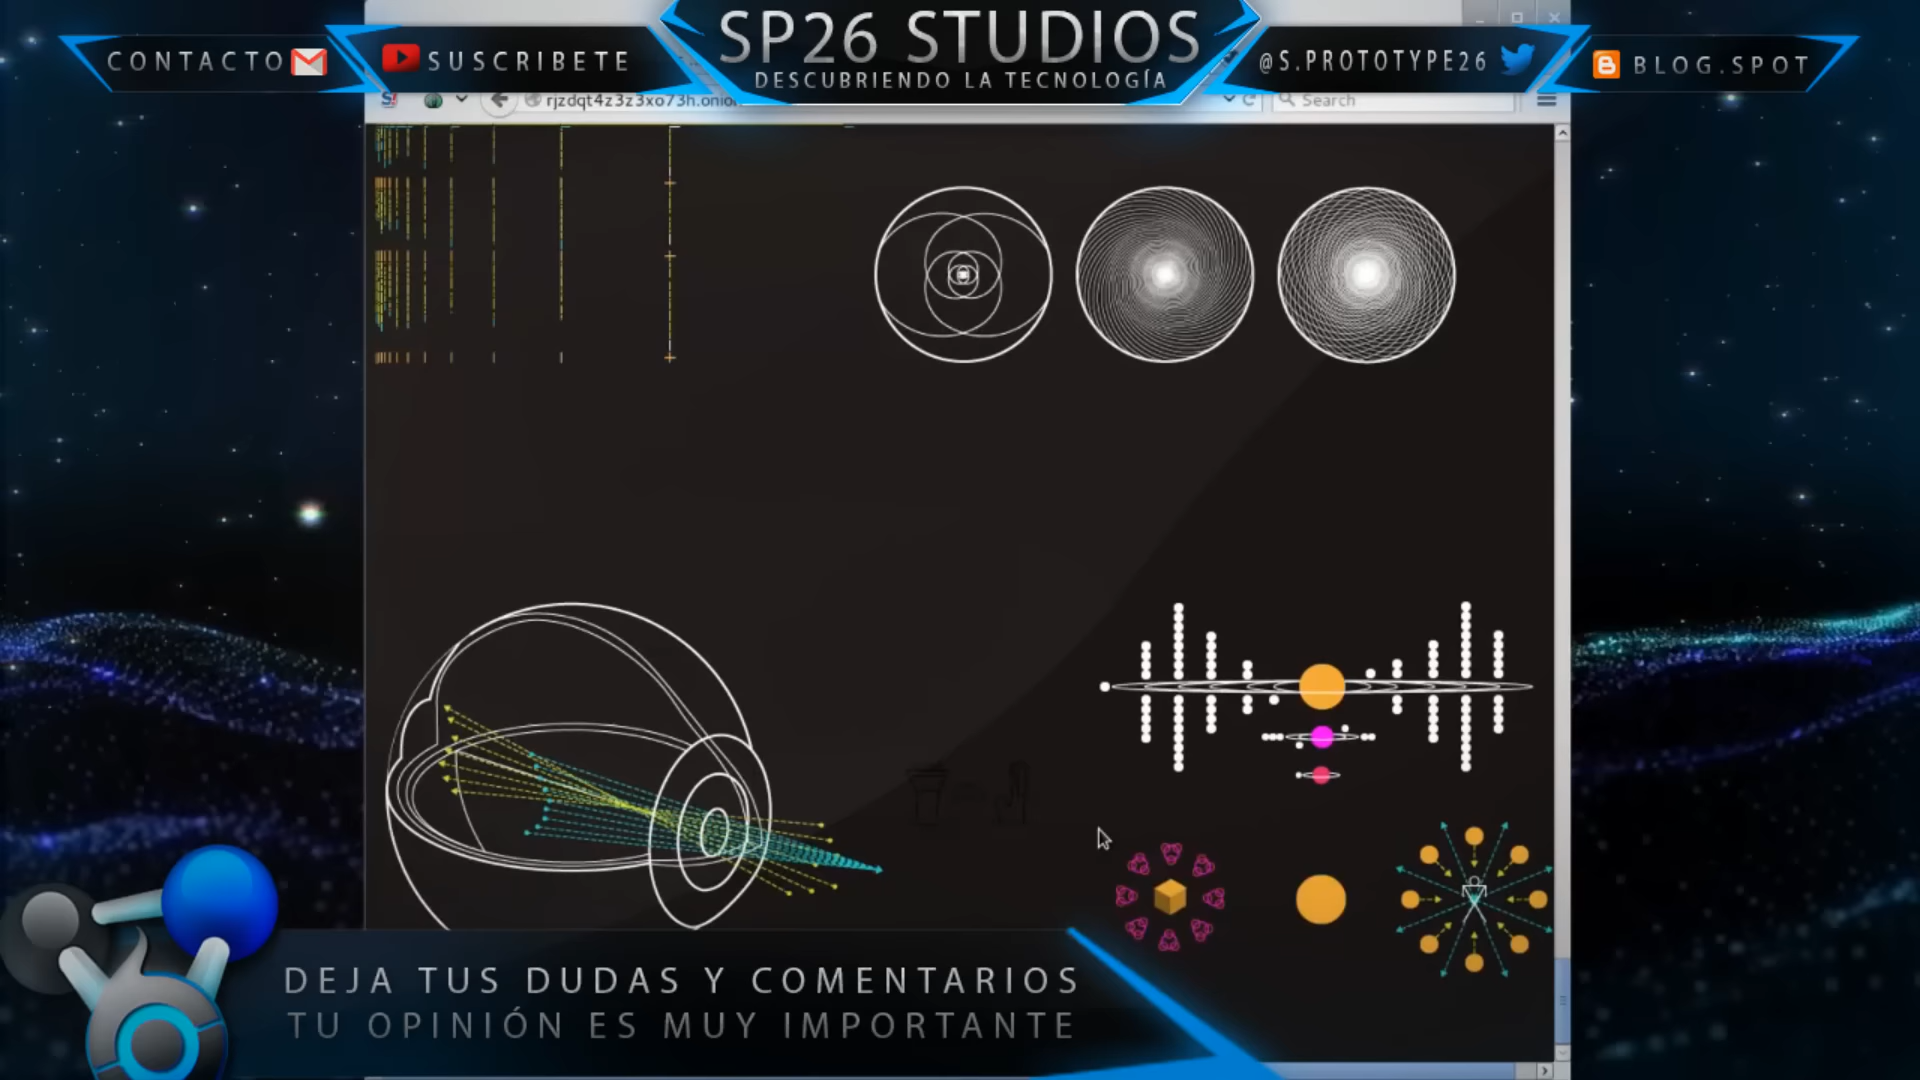 SP26 STUDIOS
DESCUBRIENDO LA TECNOLOGÍA
CONTACTO
SUSCRIBETE
@S.PROTOTYPE26
BLOG.SPOT
rjzdqt4z3z3xo73h.onion
Search
DEJA TUS DUDAS Y COMENTARIOS
TU OPINIÓN ES MUY IMPORTANTE